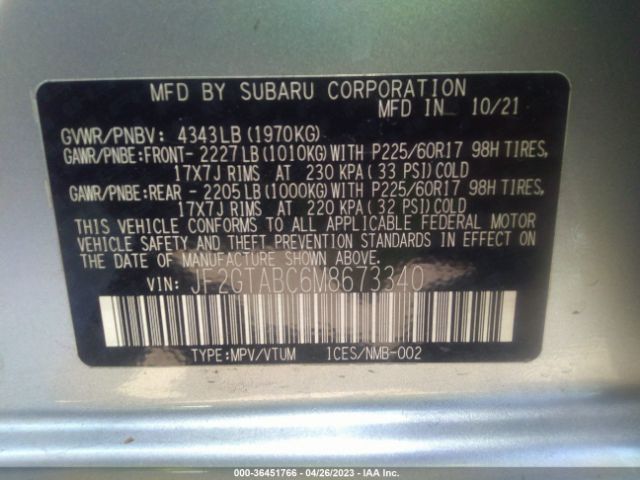 MFD BY SUBARU CORPORATION
MFD IN 10/21
GVWR/PNBV: 4343LB(1970KG)
GAWR/PNBE:FRONT- 2227LB(1010KG)WITH P225/60R17 98H TIRES,
17X7J RIMS AT 230 KPA(33 PSI)COLD
GAWR/PNBE:REAR - 2205LB(1000KG)WITH P225/60R17 98H TIRES,
17X7J RIMS AT 220 KPA(32 PSI)COLD
THIS VEHICLE CONFORMS TO ALL APPLICABLE FEDERAL MOTOR
VEHICLE SAFETY AND THEFT PREVENTION STANDARDS IN EFFECT ON
THE DATE OF MANUFACTURE SHOWN ABOVE.
VIN: JF2GTABC6M8673340
TYPE:MPV/VTUM 1CES/NMB-002
000-36451766 - 04/26/2023 - IAA Inc.